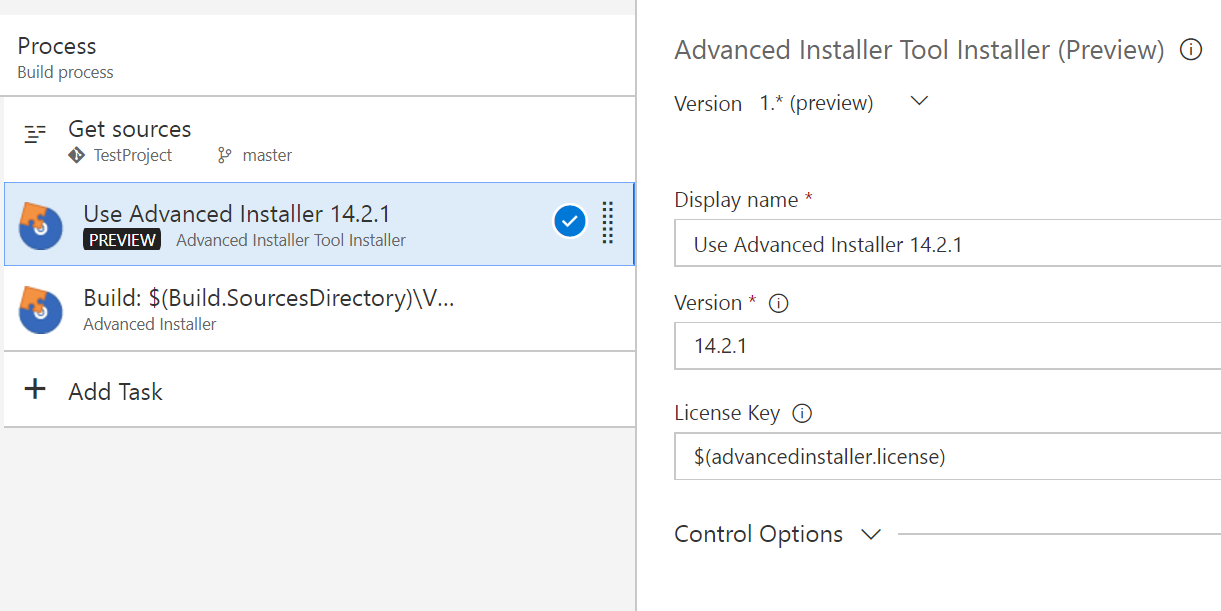 Process
Build process
Get sources
TestProject master
Use Advanced Installer 14.2.1
PREVIEW Advanced Installer Tool Installer
Build: $(Build.SourcesDirectory)\V...
Advanced Installer
Add Task
Advanced Installer Tool Installer (Preview)
Version 1.* (preview)
Display name *
Use Advanced Installer 14.2.1
Version *
14.2.1
License Key
$(advancedinstaller.license)
Control Options